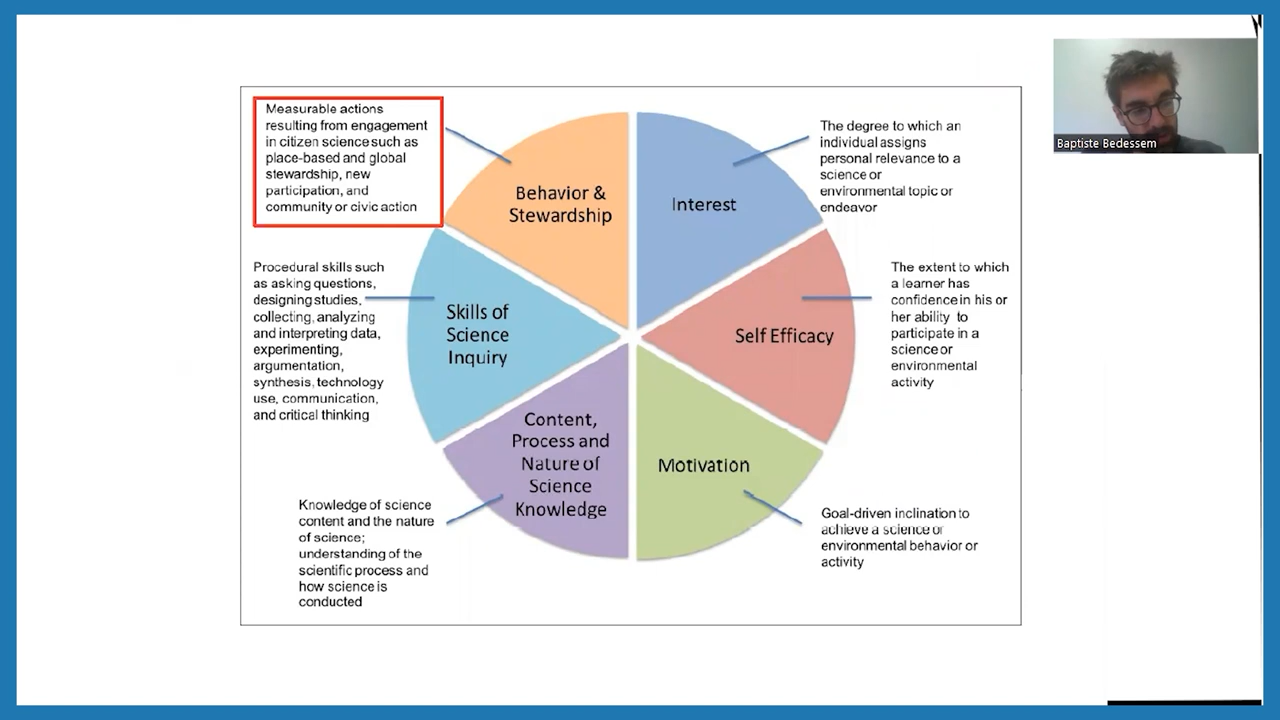 Measurable actions
resulting from engagement
in citizen science such as
place-based and global
stewardship, new
participation, and
community or civic action
Behavior &
Stewardship
Interest
The degree to which an
individual assigns
personal relevance to a
science or
environmental topic or
endeavor
Baptiste Bedessem
Procedural skills such
as asking questions,
designing studies,
collecting, analyzing
and interpreting data,
experimenting,
argumentation,
synthesis, technology
use, communication,
and critical thinking
Skills of
Science
Inquiry
Self Efficacy
The extent to which
a learner has
confidence in his or
her ability to
participate in a
science or
environmental
activity
Content,
Process and
Nature of
Science
Knowledge
Motivation
Knowledge of science
content and the nature
of science;
understanding of the
scientific process and
how science is
conducted
Goal-driven inclination to
achieve a science or
environmental behavior or
activity